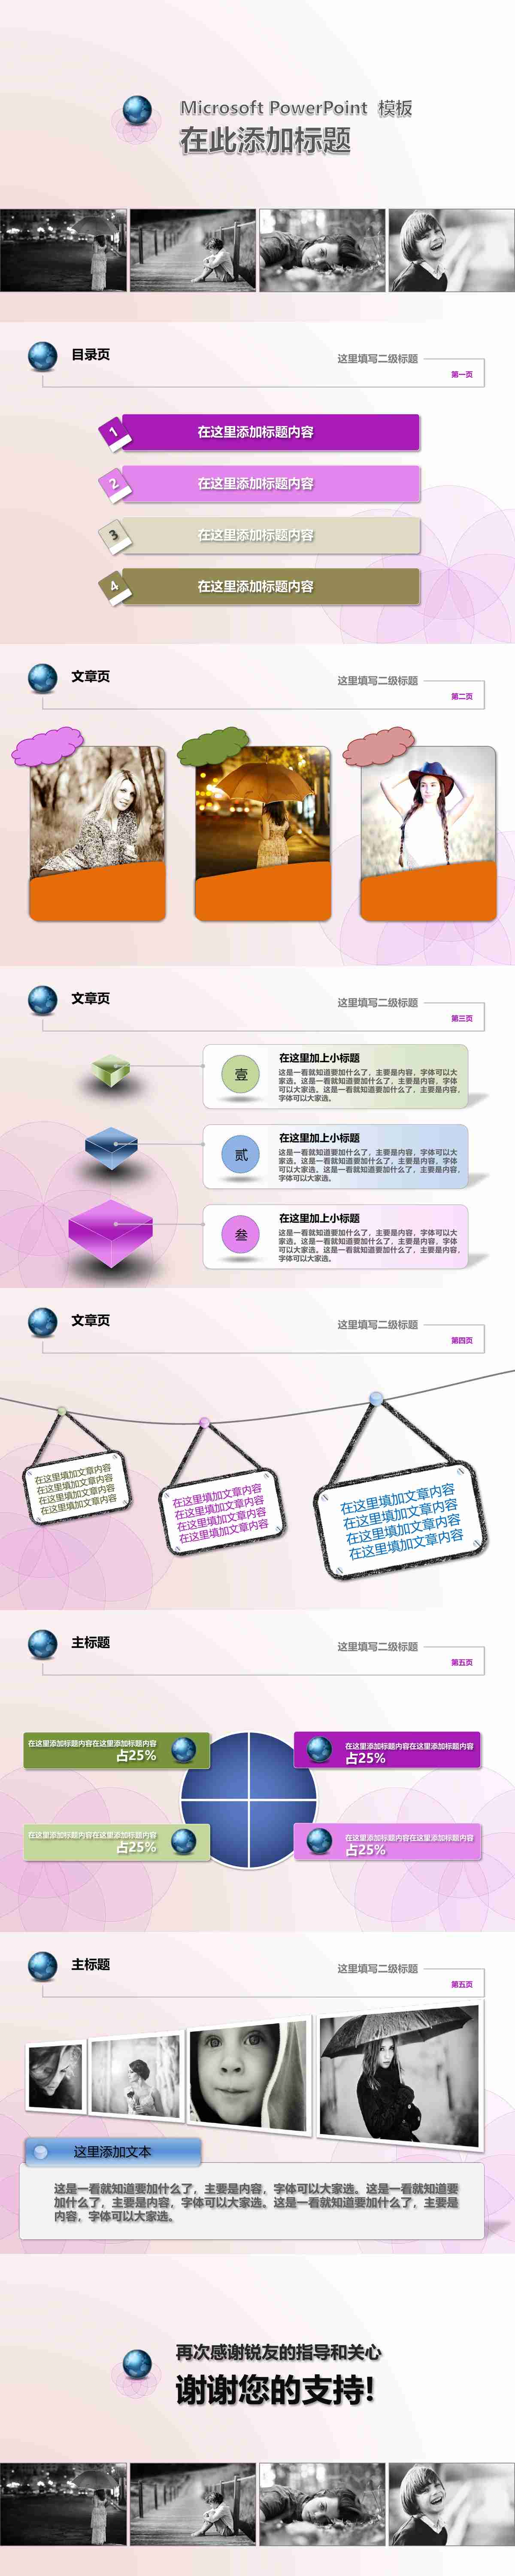 Microsoft PowerPoint 模板
在此添加标题
目录页
这里填写二级标题
第一页
1
在这里添加标题内容
2
在这里添加标题内容
3
在这里添加标题内容
4
在这里添加标题内容
文章页
这里填写二级标题
第二页
文章页
这里填写二级标题
第三页
壹
在这里加上小标题
这是一看就知道要加什么了，主要是内容，字体可以大
家选。这是一看就知道要加什么了，主要是内容，字体
可以大家选。这是一看就知道要加什么了，主要是内容，
字体可以大家选。
贰
在这里加上小标题
这是一看就知道要加什么了，主要是内容，字体可以大
家选。这是一看就知道要加什么了，主要是内容，字体
可以大家选。这是一看就知道要加什么了，主要是内容，
字体可以大家选。
叁
在这里加上小标题
这是一看就知道要加什么了，主要是内容，字体可以大
家选。这是一看就知道要加什么了，主要是内容，字体
可以大家选。这是一看就知道要加什么了，主要是内容，
字体可以大家选。
文章页
这里填写二级标题
第四页
在这里填加文章内容
在这里填加文章内容
在这里填加文章内容
在这里填加文章内容
在这里填加文章内容
在这里填加文章内容
在这里填加文章内容
在这里填加文章内容
在这里填加文章内容
在这里填加文章内容
在这里填加文章内容
在这里填加文章内容
主标题
这里填写二级标题
第五页
在这里添加标题内容在这里添加标题内容
占25%
在这里添加标题内容在这里添加标题内容
占25%
在这里添加标题内容在这里添加标题内容
占25%
在这里添加标题内容在这里添加标题内容
占25%
主标题
这里填写二级标题
第五页
这里添加文本
这是一看就知道要加什么了，主要是内容，字体可以大家选。这是一看就知道要
加什么了，主要是内容，字体可以大家选。这是一看就知道要加什么了，主要是
内容，字体可以大家选。
再次感谢锐友的指导和关心
谢谢您的支持!